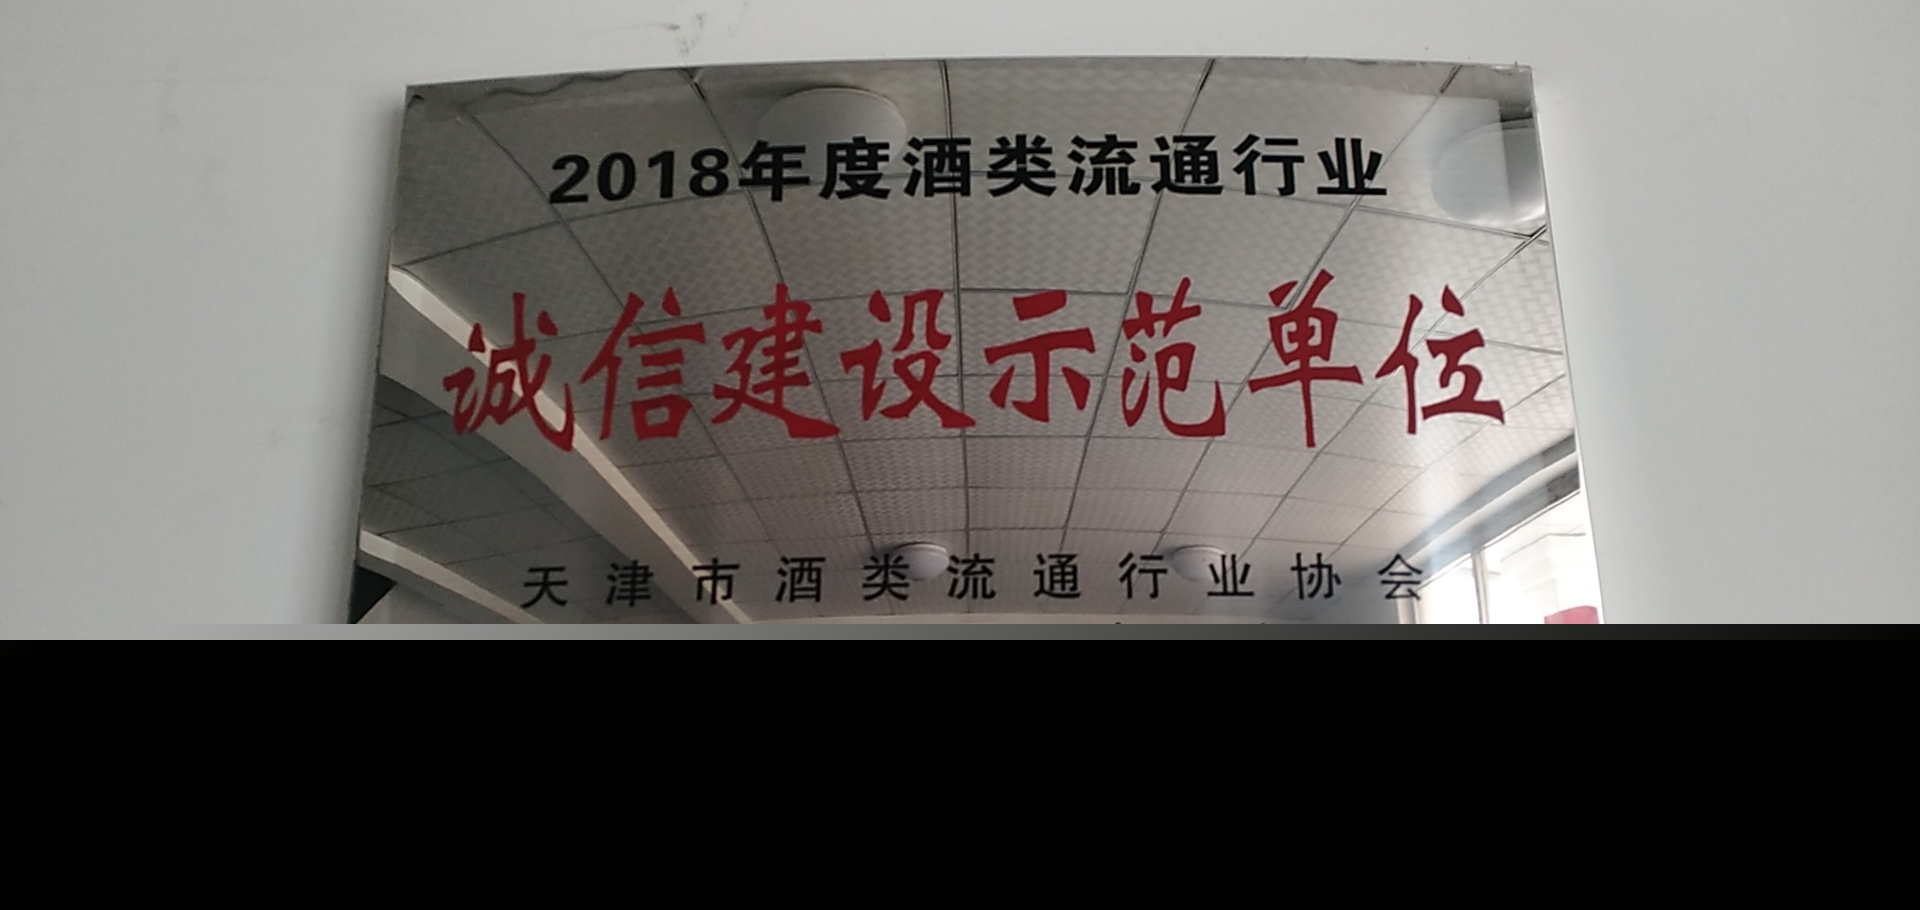 2018年度酒类流通行业
诚信建设示范单位
天津市酒类流通行业协会